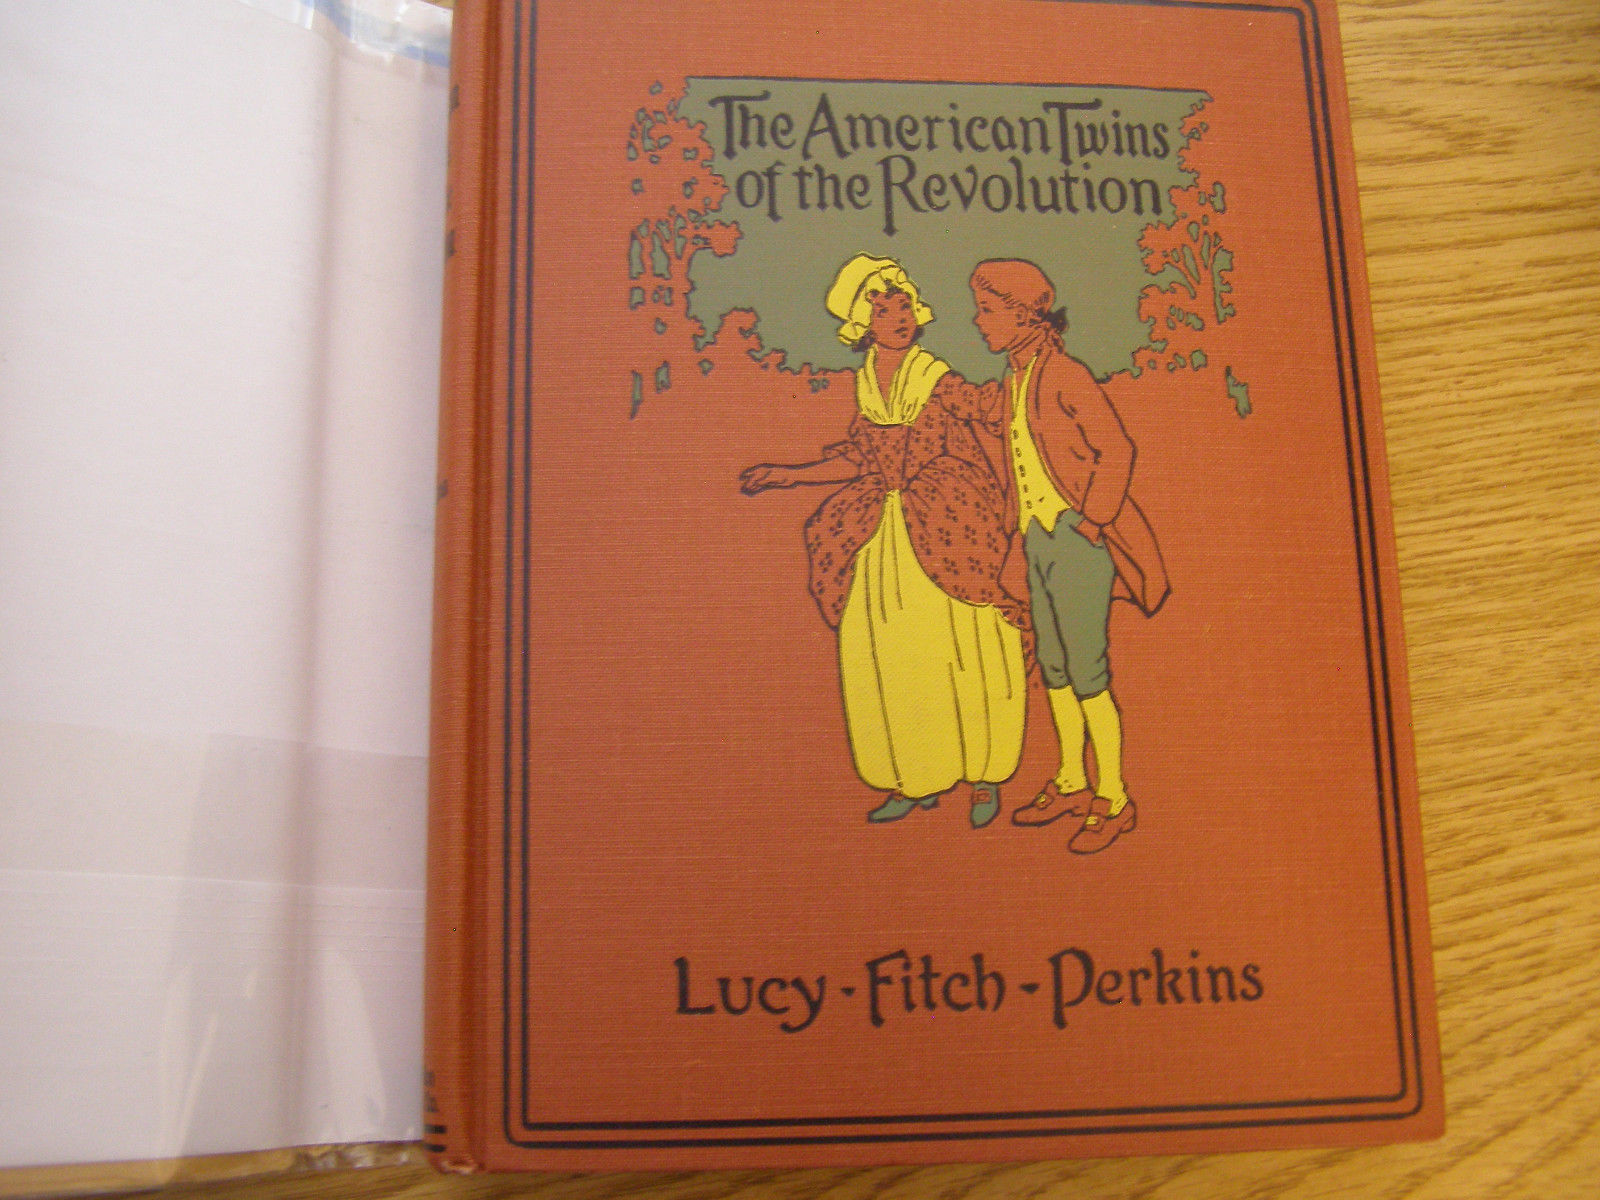 The American Twins
of the Revolution
Lucy - Fitch - Perkins